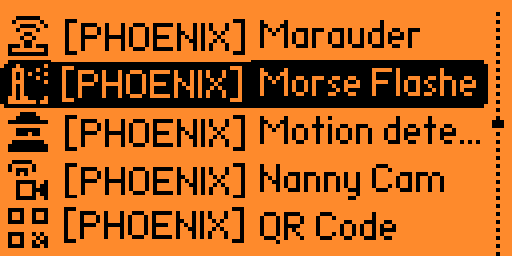 [PHOENIX] Marauder
[PHOENIX] Morse Flashe
[PHOENIX] Motion dete...
[PHOENIX] Nanny Cam
[PHOENIX] QR Code